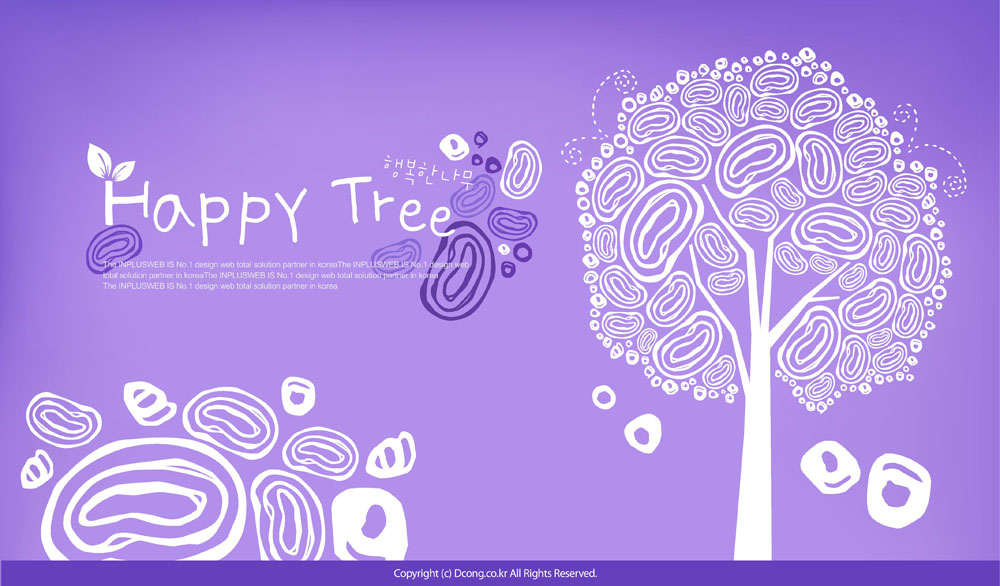 행복한나무
Happy Tree
The INPLUSWEB IS No.1 design web total solution partner in koreaThe INPLUSWEB IS No.1 design web
total solution partner in koreaThe INPLUSWEB IS No.1 design web total solution partner in korea
The INPLUSWEB IS No.1 design web total solution partner in korea
Copyright (c) Dcong.co.kr All Rights Reserved.